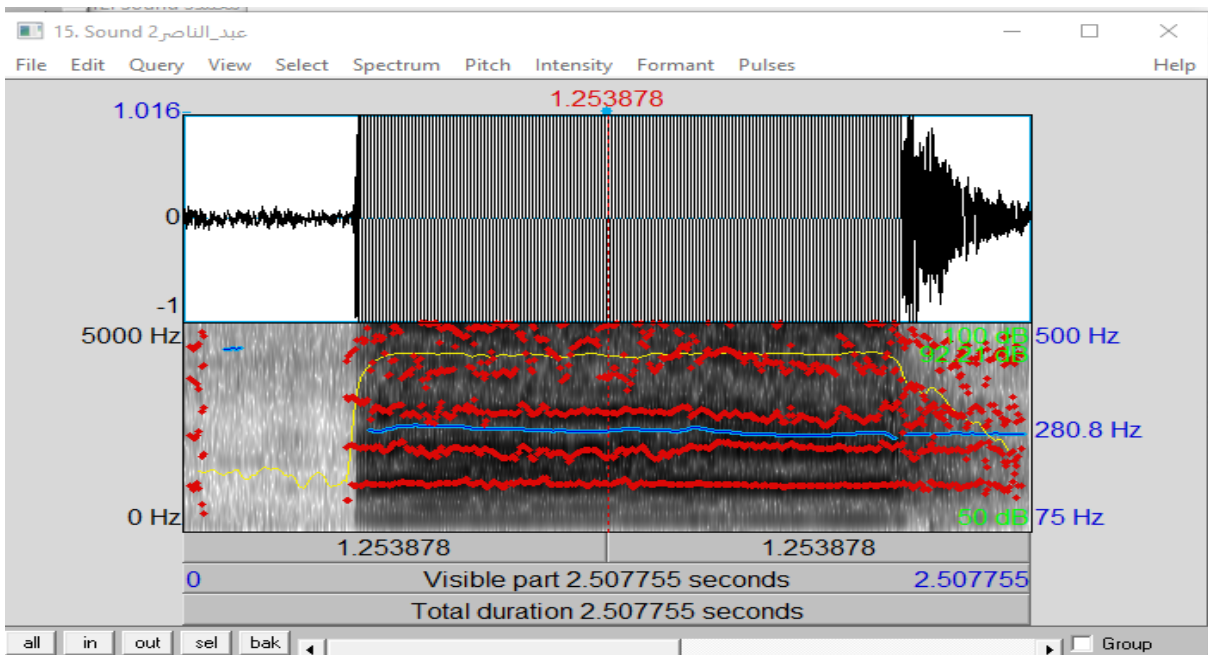 15. Sound 2عبد_الناصر
File Edit Query View Select Spectrum Pitch Intensity Formant Pulses Help
1.253878
1.016
0
-1
5000 Hz
100 dB
500 Hz
280.8 Hz
0 Hz
50 dB
75 Hz
1.253878 1.253878
0 Visible part 2.507755 seconds 2.507755
Total duration 2.507755 seconds
all in out sel bak Group